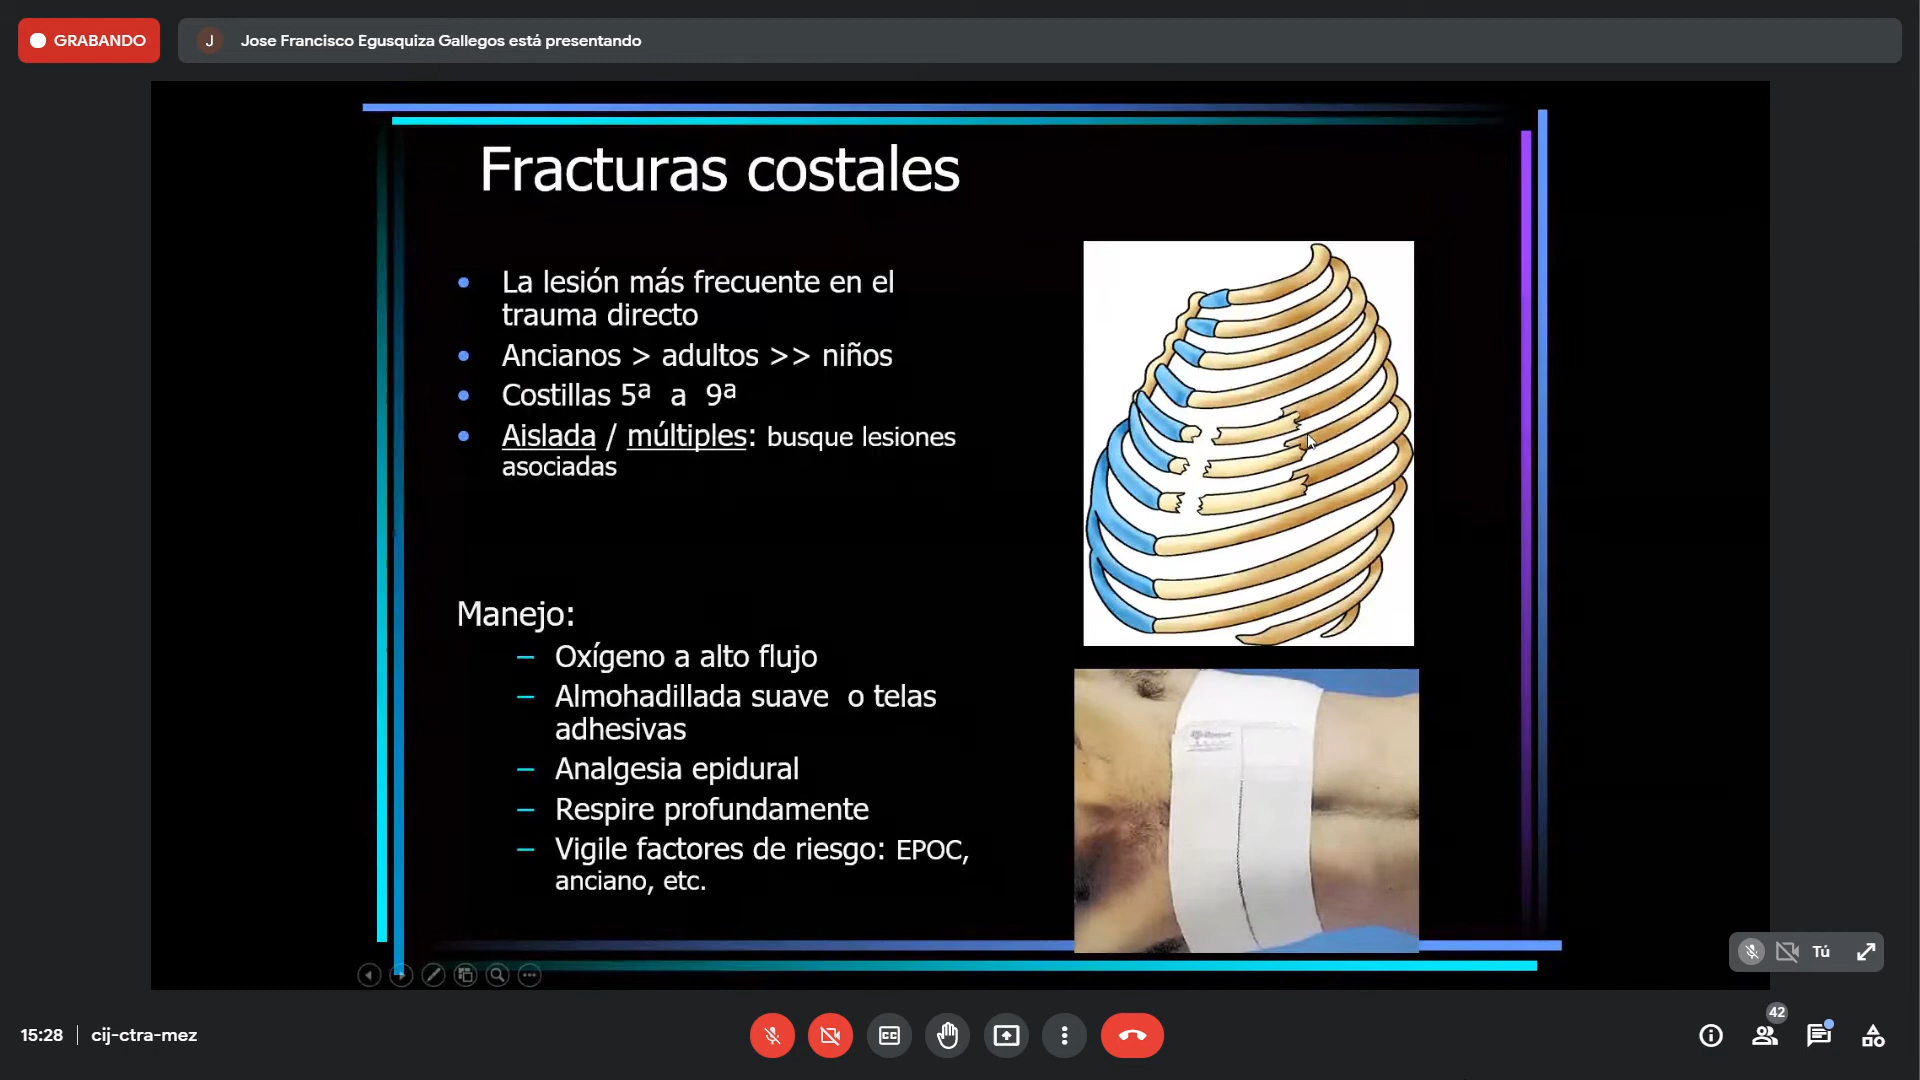 GRABANDO
J
Jose Francisco Egusquiza Gallegos está presentando
Fracturas costales
• La lesión más frecuente en el
trauma directo
• Ancianos > adultos >> niños
• Costillas 5ª a 9ª
• Aislada / múltiples: busque lesiones
asociadas
Manejo:
– Oxígeno a alto flujo
– Almohadillada suave o telas
adhesivas
– Analgesia epidural
– Respire profundamente
– Vigile factores de riesgo: EPOC,
anciano, etc.
Tú
15:28
cij-ctra-mez
CC
42